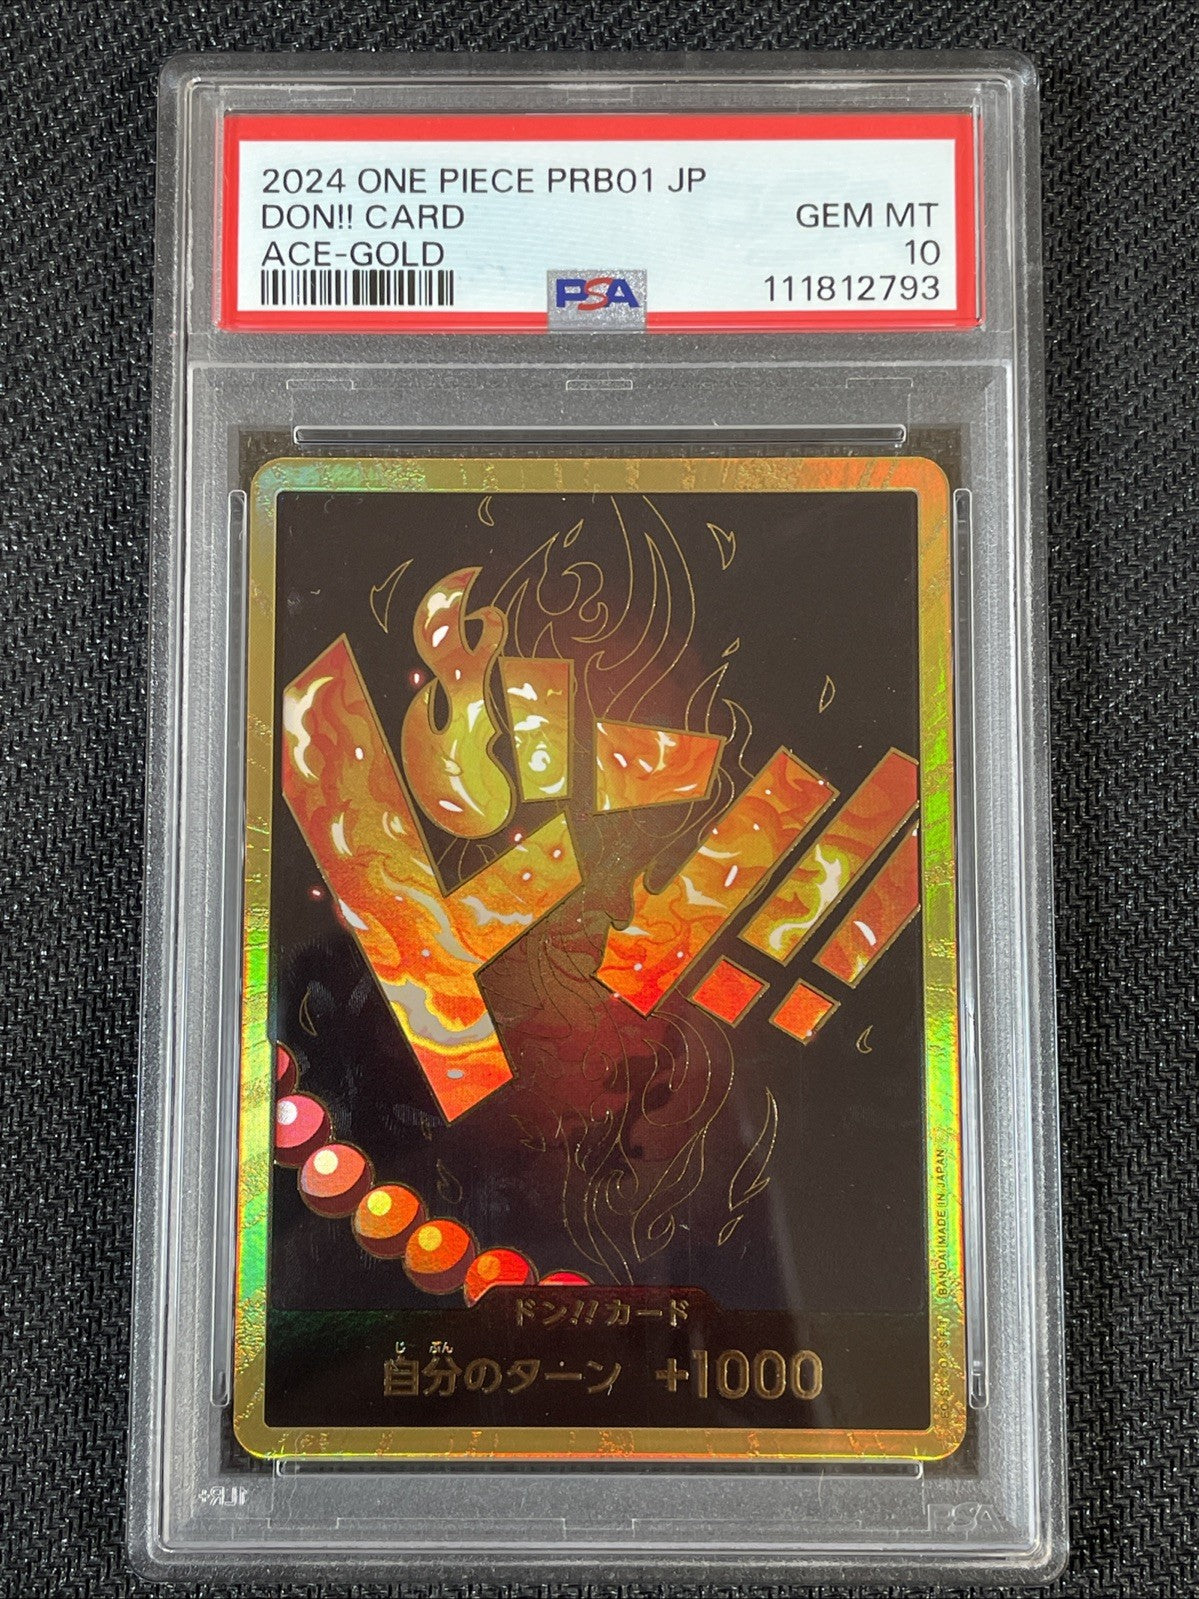 2024 ONE PIECE PRB01 JP
DON!! CARD GEM MT
ACE-GOLD 10
PSA 111812793
ドン!!
ドン!!カード
じ ぶん
自分のターン +1000
BANDAI MADE IN JAPAN
PSA